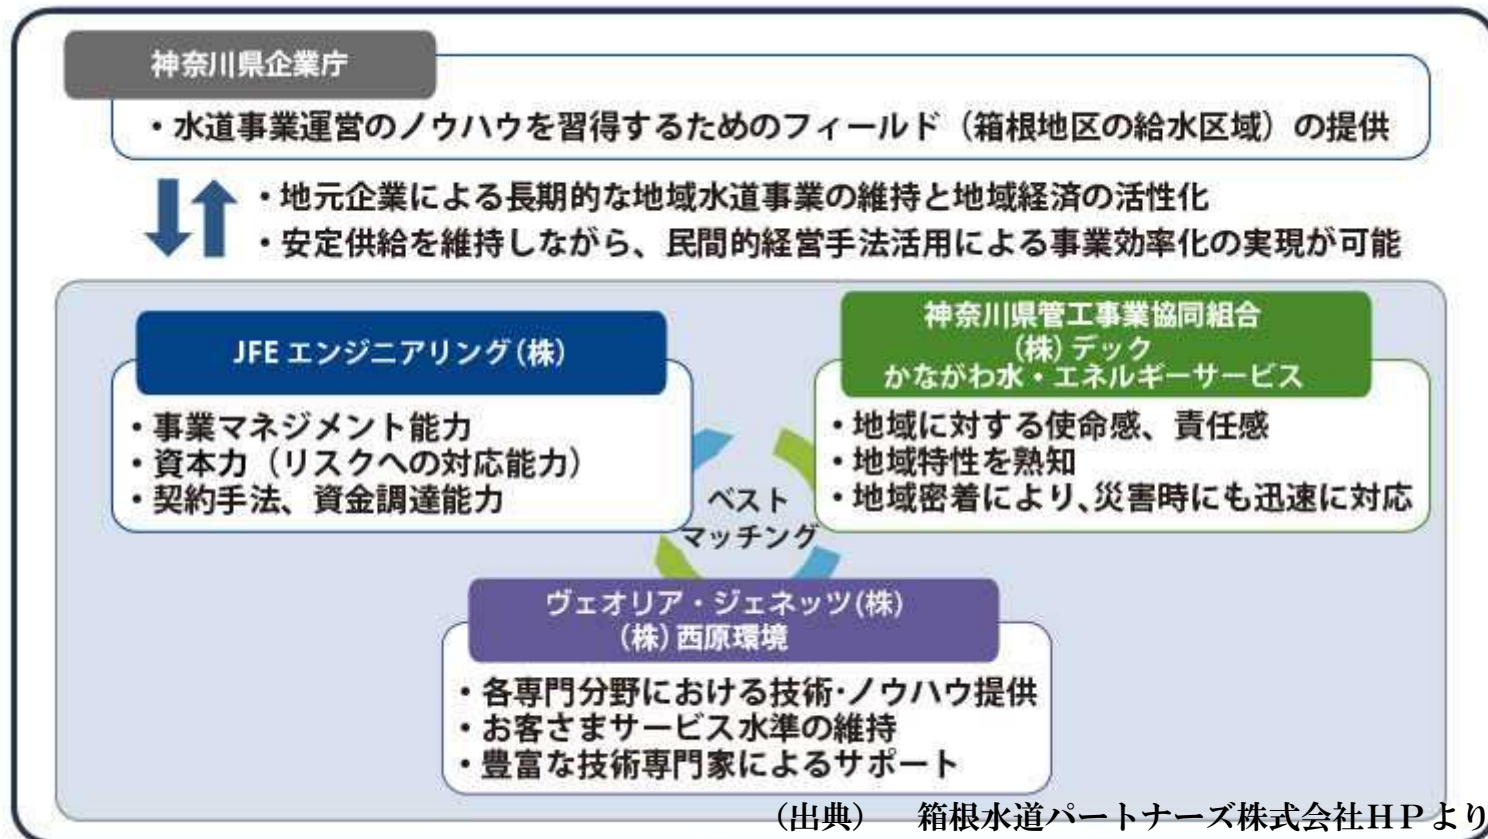 神奈川県企業庁
・水道事業運営のノウハウを習得するためのフィールド（箱根地区の給水区域）の提供
・地元企業による長期的な地域水道事業の維持と地域経済の活性化
・安定供給を維持しながら、民間的経営手法活用による事業効率化の実現が可能
JFE エンジニアリング(株)
・事業マネジメント能力
・資本力（リスクへの対応能力）
・契約手法、資金調達能力
神奈川県管工事業協同組合
(株)デック
かながわ水・エネルギーサービス
・地域に対する使命感、責任感
・地域特性を熟知
・地域密着により、災害時にも迅速に対応
ベスト
マッチング
ヴェオリア・ジェネッツ(株)
(株)西原環境
・各専門分野における技術・ノウハウ提供
・お客さまサービス水準の維持
・豊富な技術専門家によるサポート
（出典）　箱根水道パートナーズ株式会社ＨＰより